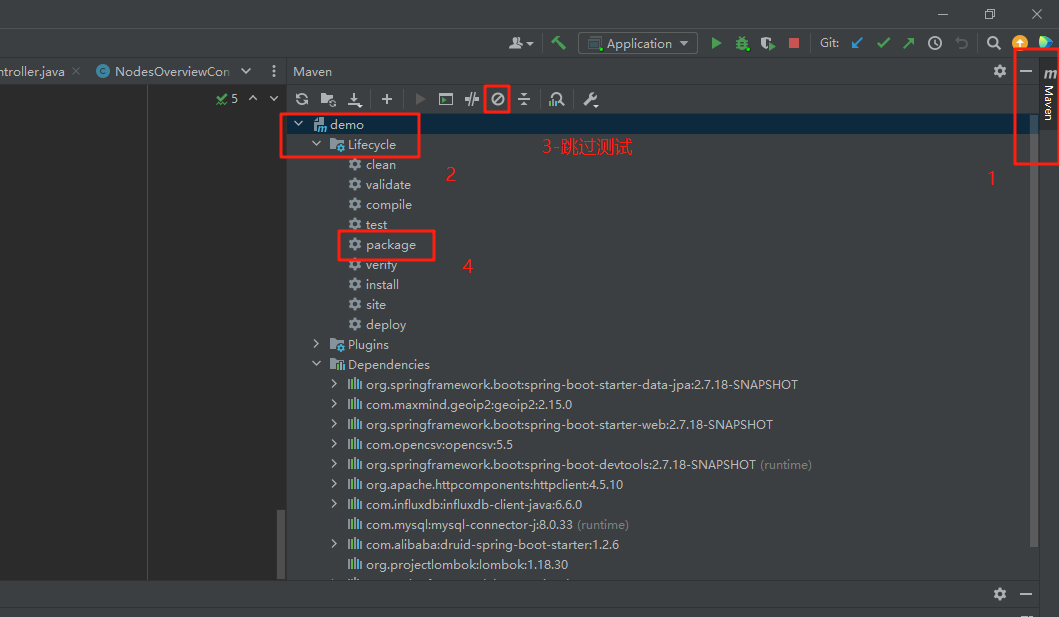 Application
Git:
ntroller.java
NodesOverviewCon
Maven
5
m
Maven
demo
Lifecycle
3-跳过测试
clean
2
1
validate
compile
test
package
4
verify
install
site
deploy
Plugins
Dependencies
org.springframework.boot:spring-boot-starter-data-jpa:2.7.18-SNAPSHOT
com.maxmind.geoip2:geoip2:2.15.0
org.springframework.boot:spring-boot-starter-web:2.7.18-SNAPSHOT
com.opencsv:opencsv:5.5
org.springframework.boot:spring-boot-devtools:2.7.18-SNAPSHOT (runtime)
org.apache.httpcomponents:httpclient:4.5.10
com.influxdb:influxdb-client-java:6.6.0
com.mysql:mysql-connector-j:8.0.33 (runtime)
com.alibaba:druid-spring-boot-starter:1.2.6
org.projectlombok:lombok:1.18.30